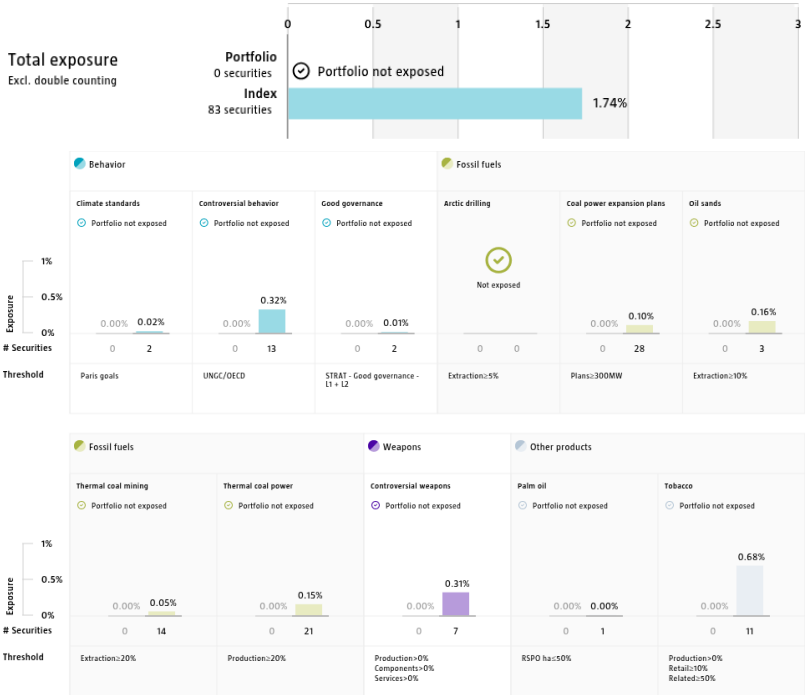 0 0.5 1 1.5 2 2.5 3
Total exposure
Excl. double counting
Portfolio
0 securities
Portfolio not exposed
Index
83 securities
1.74%
Behavior
Fossil fuels
Climate standards
Controversial behavior
Good governance
Arctic drilling
Coal power expansion plans
Oil sands
Portfolio not exposed
Portfolio not exposed
Portfolio not exposed
Portfolio not exposed
Portfolio not exposed
Not exposed
Exposure
1%
0.5%
0%
0.00% 0.02%
0.00% 0.32%
0.00% 0.01%
0.00% 0.10%
0.00% 0.16%
# Securities
0 2
0 13
0 2
0 0
0 28
0 3
Threshold
Paris goals
UNGC/OECD
STRAT - Good governance -
L1 + L2
Extraction≥5%
Plans≥300MW
Extraction≥10%
Fossil fuels
Weapons
Other products
Thermal coal mining
Thermal coal power
Controversial weapons
Palm oil
Tobacco
Portfolio not exposed
Portfolio not exposed
Portfolio not exposed
Portfolio not exposed
Portfolio not exposed
Exposure
1%
0.5%
0%
0.00% 0.05%
0.00% 0.15%
0.00% 0.31%
0.00% 0.00%
0.00% 0.68%
# Securities
0 14
0 21
0 7
0 1
0 11
Threshold
Extraction≥20%
Production≥20%
Production>0%
Components>0%
Services>0%
RSPO ha≤50%
Production>0%
Retail≥10%
Related≥50%